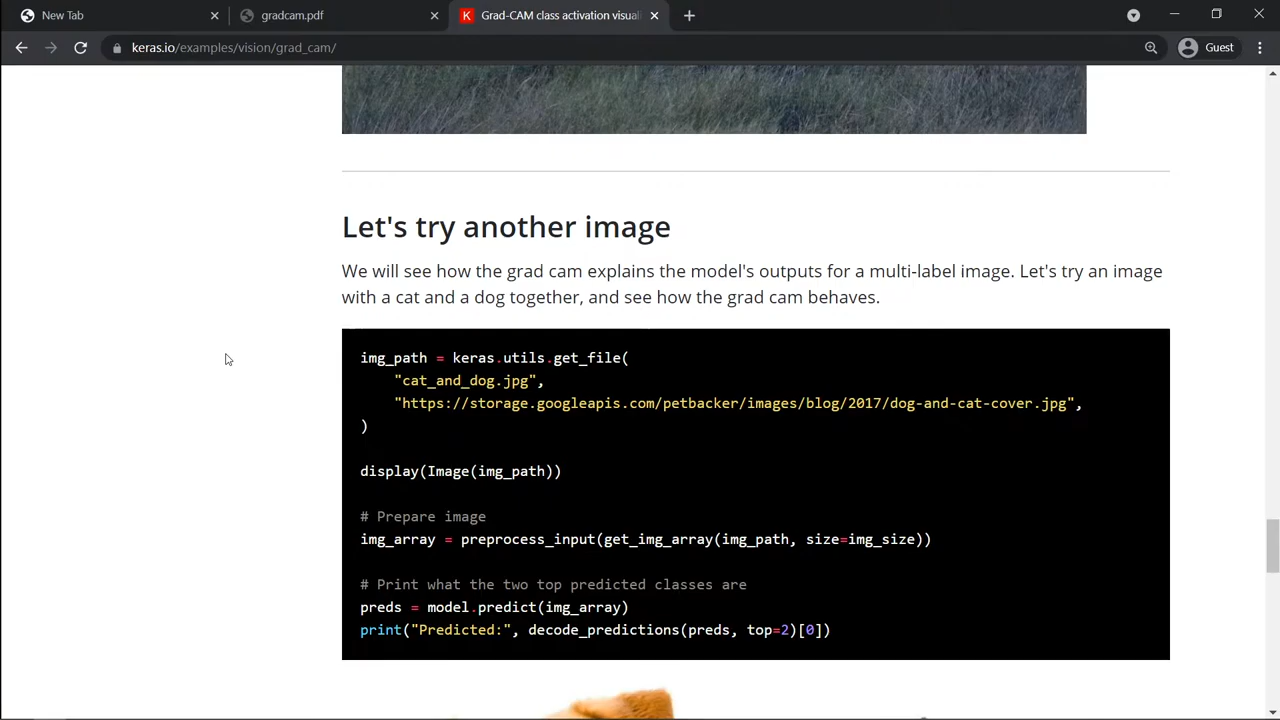 New Tab
gradcam.pdf
Grad-CAM class activation visuali
keras.io/examples/vision/grad_cam/
Guest
Let's try another image
We will see how the grad cam explains the model's outputs for a multi-label image. Let's try an image
with a cat and a dog together, and see how the grad cam behaves.
img_path = keras.utils.get_file(
    "cat_and_dog.jpg",
    "https://storage.googleapis.com/petbacker/images/blog/2017/dog-and-cat-cover.jpg",
)
display(Image(img_path))
# Prepare image
img_array = preprocess_input(get_img_array(img_path, size=img_size))
# Print what the two top predicted classes are
preds = model.predict(img_array)
print("Predicted:", decode_predictions(preds, top=2)[0])